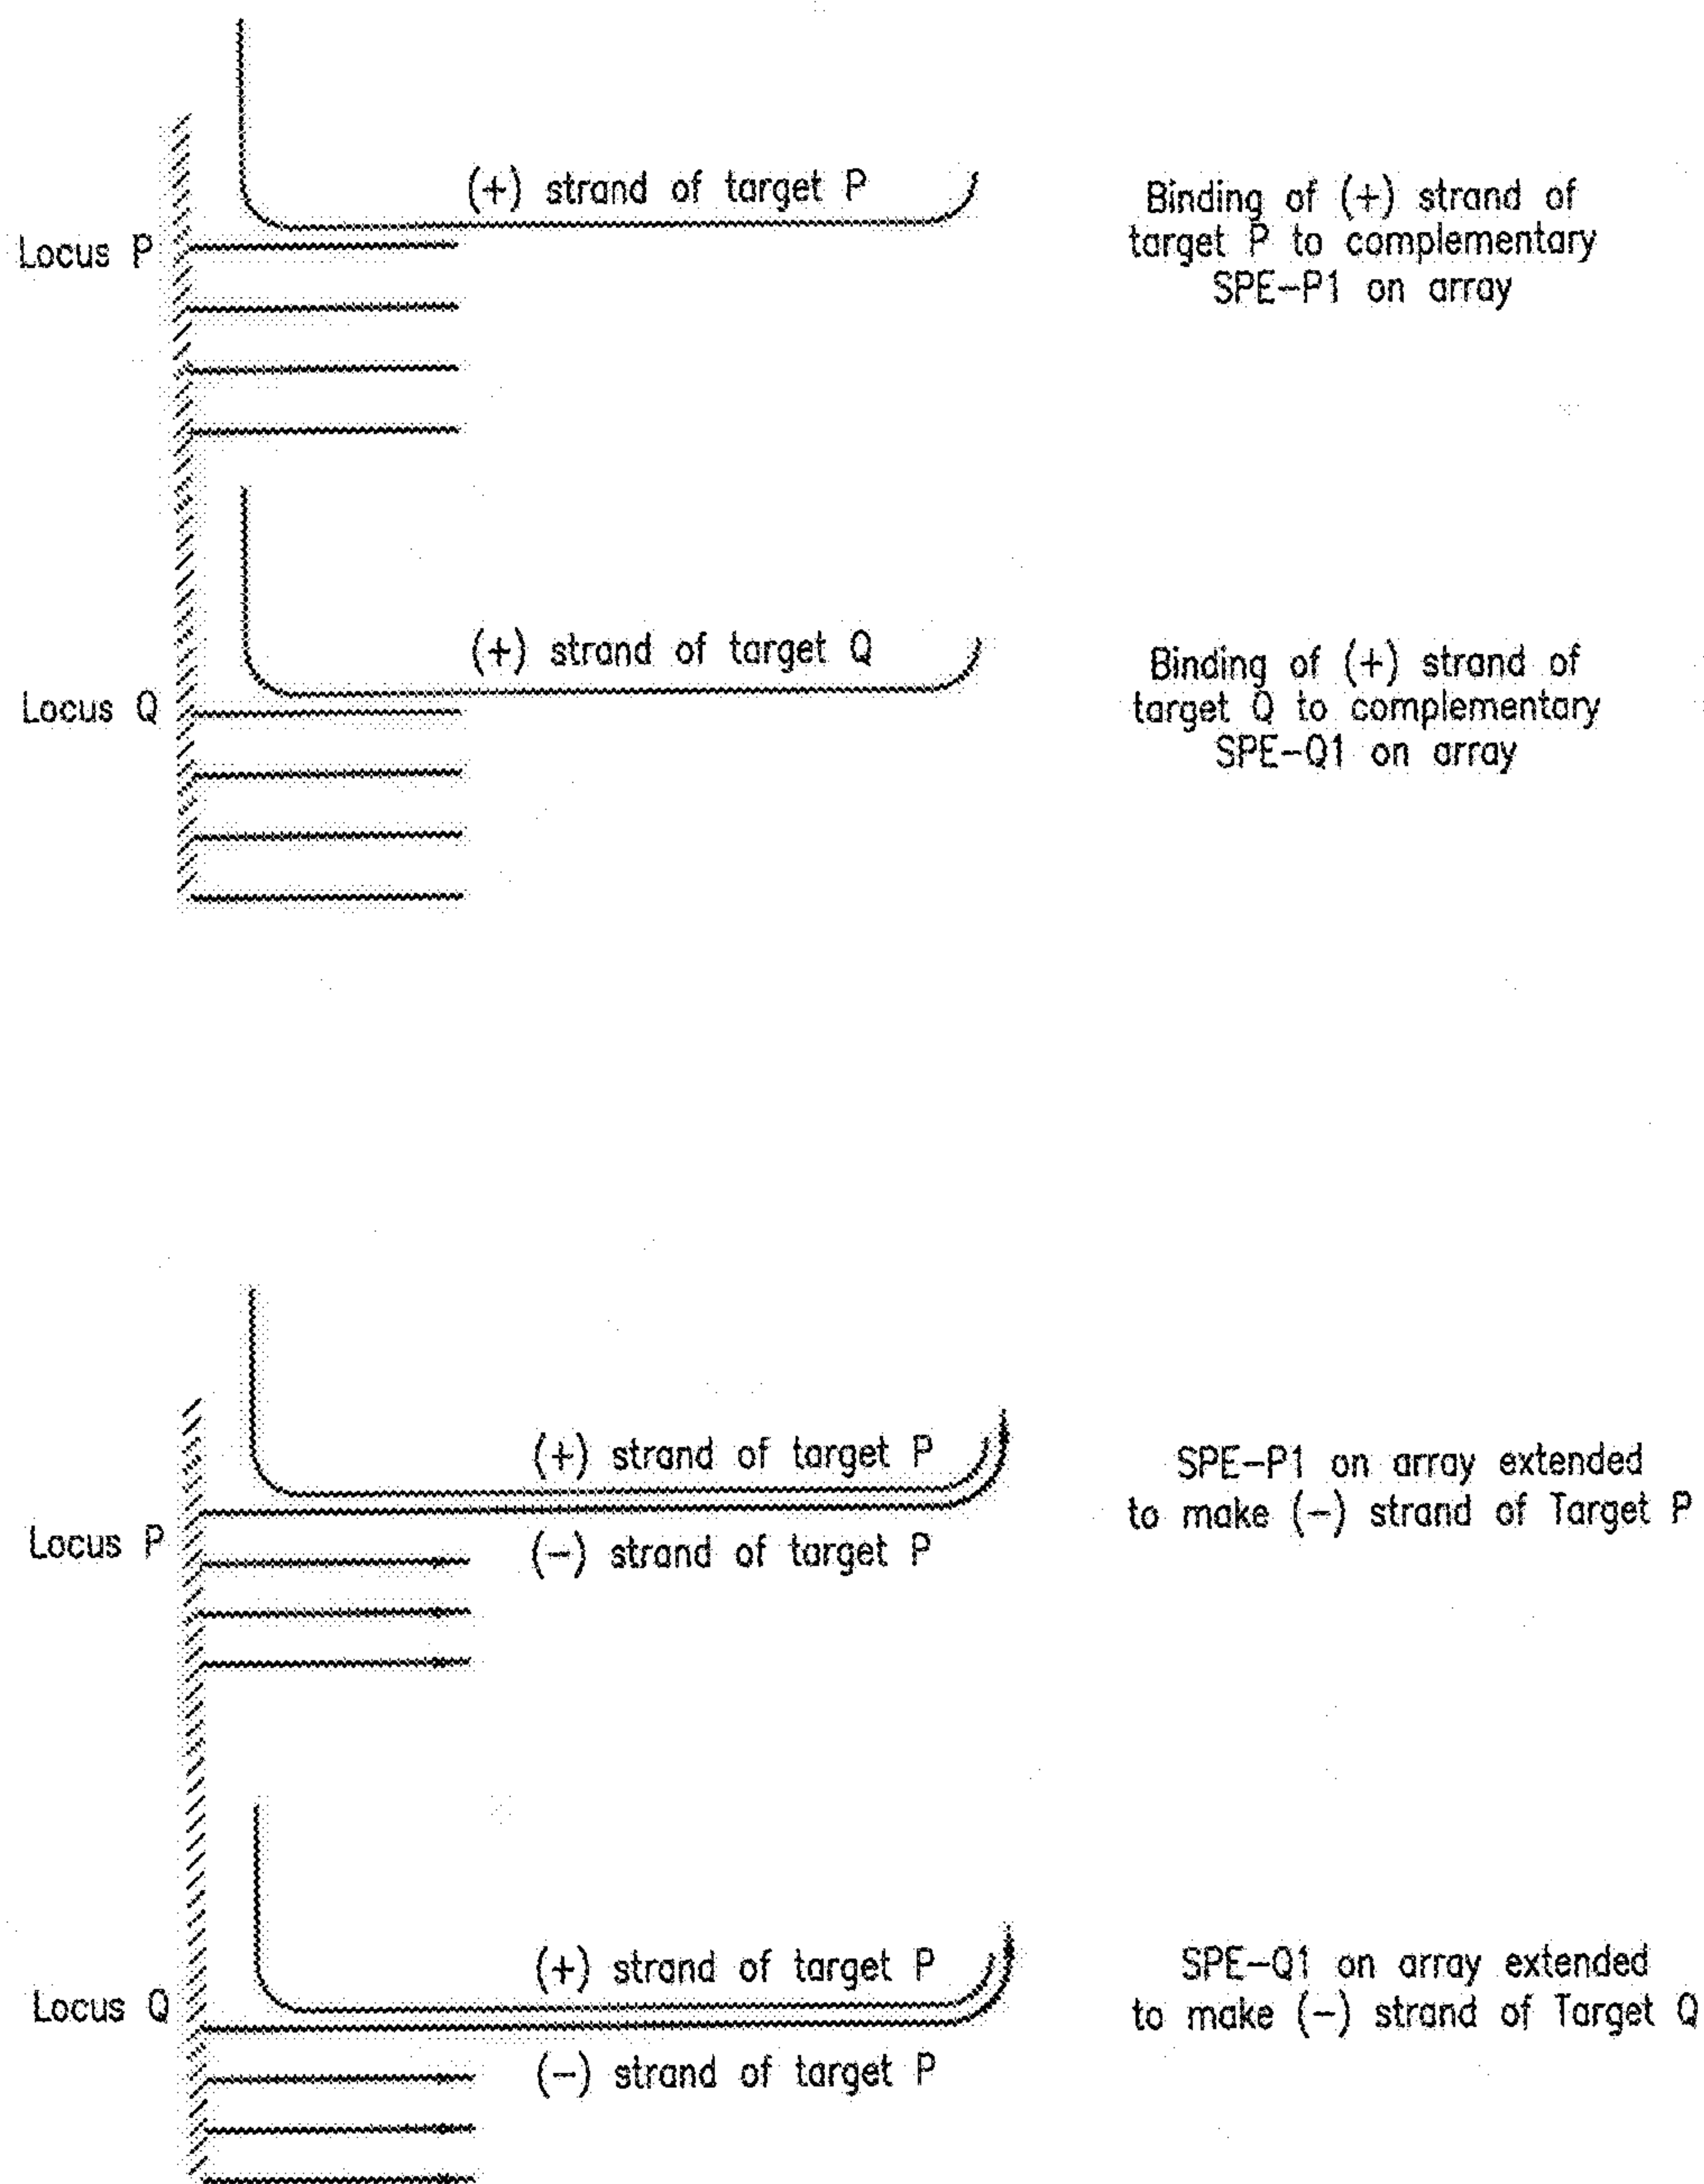 (+) strand of target P
Locus P
Binding of (+) strand of
target P to complementary
SPE-P1 on array
(+) strand of target Q
Locus Q
Binding of (+) strand of
target Q to complementary
SPE-Q1 on array
(+) strand of target P
Locus P
(-) strand of target P
SPE-P1 on array extended
to make (-) strand of Target P
(+) strand of target P
Locus Q
(-) strand of target P
SPE-Q1 on array extended
to make (-) strand of Target Q